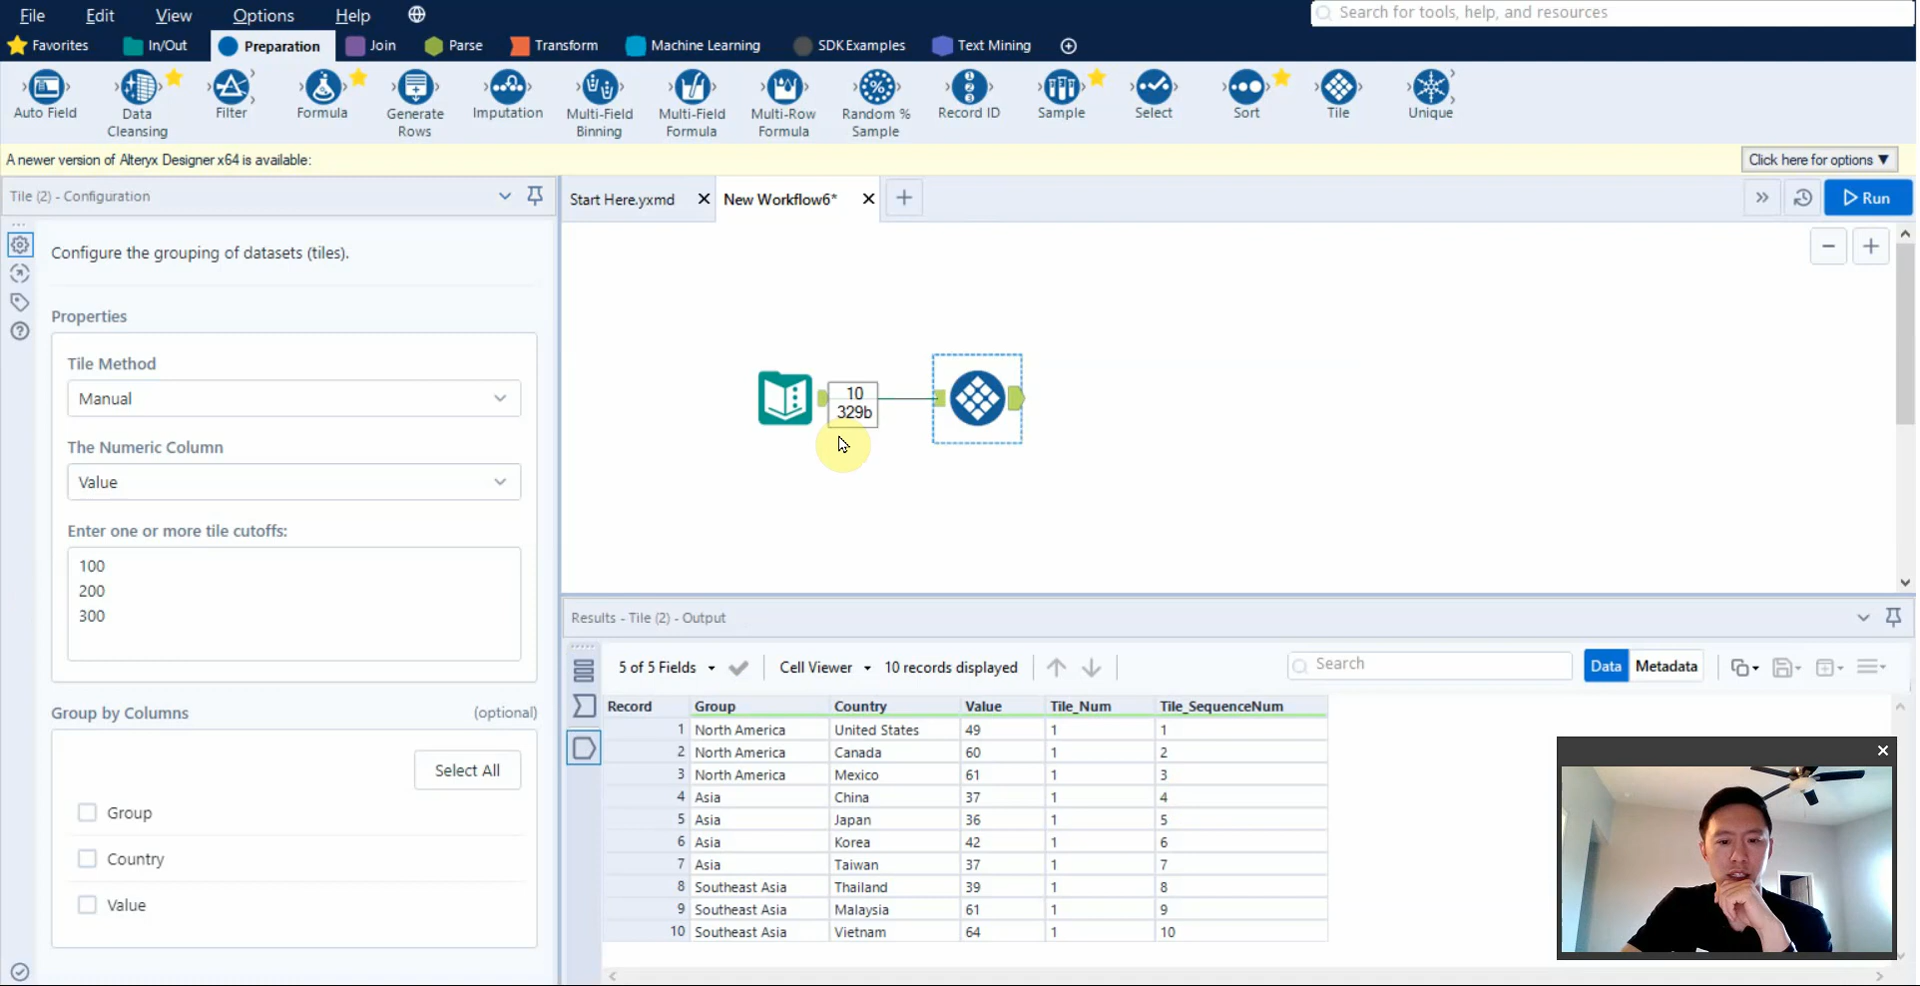 File Edit View Options Help
Search for tools, help, and resources
Favorites In/Out Preparation Join Parse Transform Machine Learning SDK Examples Text Mining
Auto Field Data Cleansing Filter Formula Generate Rows Imputation Multi-Field Binning Multi-Field Formula Multi-Row Formula Random % Sample Record ID Sample Select Sort Tile Unique
A newer version of Alteryx Designer x64 is available:
Click here for options ▼
Tile (2) - Configuration
Start Here.yxmd
New Workflow6*
Run
Configure the grouping of datasets (tiles).
Properties
Tile Method
Manual
The Numeric Column
Value
Enter one or more tile cutoffs:
100
200
300
Group by Columns (optional)
Select All
Group
Country
Value
10
329b
Results - Tile (2) - Output
5 of 5 Fields Cell Viewer 10 records displayed
Search
Data Metadata
Record Group Country Value Tile_Num Tile_SequenceNum
1 North America United States 49 1 1
2 North America Canada 60 1 2
3 North America Mexico 61 1 3
4 Asia China 37 1 4
5 Asia Japan 36 1 5
6 Asia Korea 42 1 6
7 Asia Taiwan 37 1 7
8 Southeast Asia Thailand 39 1 8
9 Southeast Asia Malaysia 61 1 9
10 Southeast Asia Vietnam 64 1 10